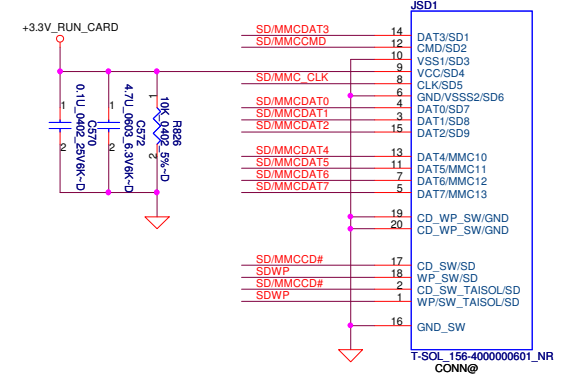 JSD1
+3.3V_RUN_CARD
SD/MMCDAT3 14 DAT3/SD1
SD/MMCCMD 12 CMD/SD2
10 VSS1/SD3
9 VCC/SD4
SD/MMC_CLK 8 CLK/SD5
6 GND/VSSS2/SD6
SD/MMCDAT0 4 DAT0/SD7
SD/MMCDAT1 3 DAT1/SD8
SD/MMCDAT2 15 DAT2/SD9
SD/MMCDAT4 13 DAT4/MMC10
SD/MMCDAT5 11 DAT5/MMC11
SD/MMCDAT6 7 DAT6/MMC12
SD/MMCDAT7 5 DAT7/MMC13
19 CD_WP_SW/GND
20 CD_WP_SW/GND
SD/MMCCD# 17 CD_SW/SD
SDWP 18 WP_SW/SD
SD/MMCCD# 2 CD_SW_TAISOL/SD
SDWP 1 WP/SW_TAISOL/SD
16 GND_SW
T-SOL_156-4000000601_NR
CONN@
1
2
C570
0.1U_0402_25V6K~D
1
2
C572
4.7U_0603_6.3V6K~D
1
2
R826
10K_0402_5%~D